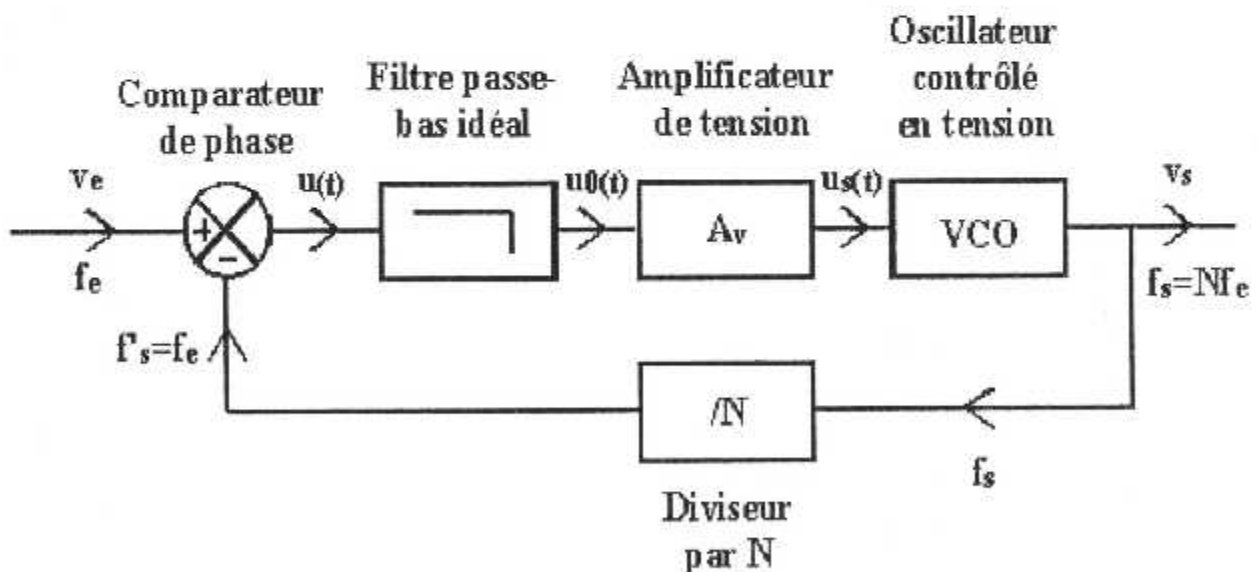 Comparateur
de phase
Filtre passe-
bas idéal
Amplificateur
de tension
Oscillateur
contrôlé
en tension
ve
fe
+
-
u(t)
u0(t)
Av
us(t)
VCO
vs
fs=Nfe
f's=fe
/N
fs
Diviseur
par N